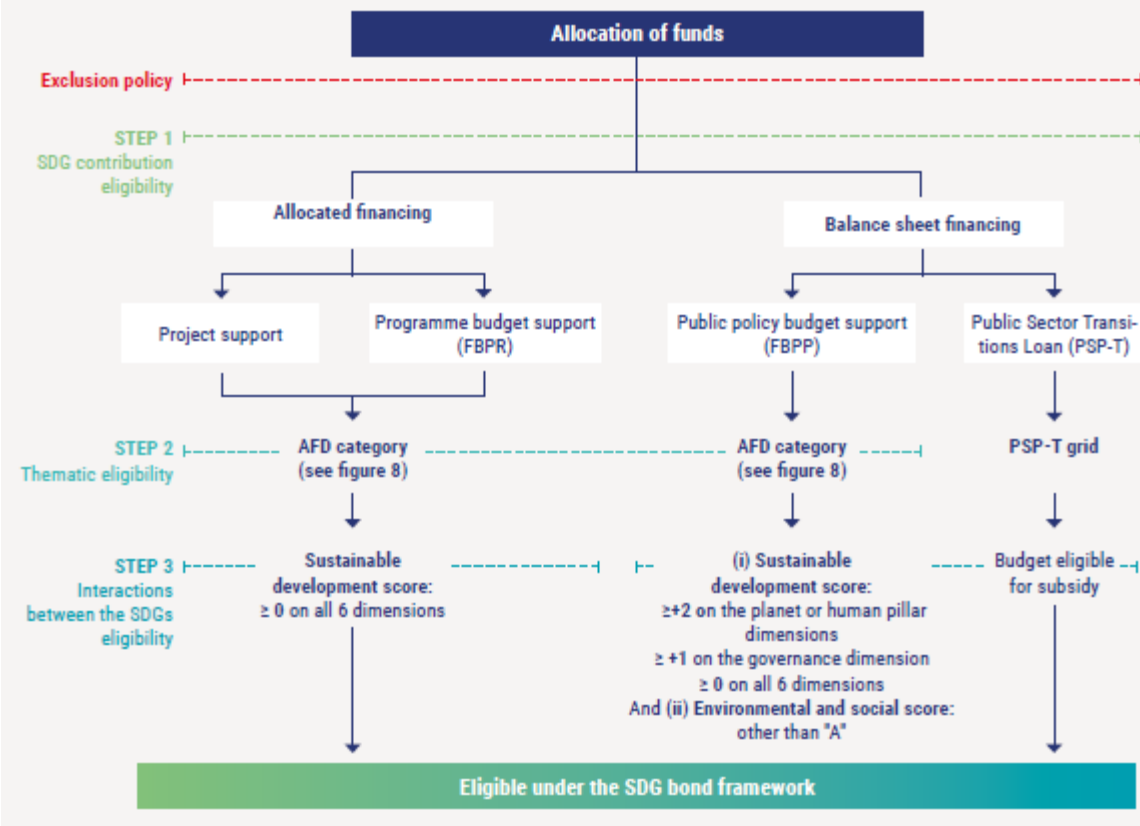 Allocation of funds
Exclusion policy
STEP 1
SDG contribution
eligibility
Allocated financing
Balance sheet financing
Project support
Programme budget support
(FBPR)
Public policy budget support
(FBPP)
Public Sector Transi-
tions Loan (PSP-T)
STEP 2
Thematic eligibility
AFD category
(see figure 8)
AFD category
(see figure 8)
PSP-T grid
STEP 3
Interactions
between the SDGs
eligibility
Sustainable
development score:
≥ 0 on all 6 dimensions
(i) Sustainable
development score:
≥+2 on the planet or human pillar
dimensions
≥ +1 on the governance dimension
≥ 0 on all 6 dimensions
And (ii) Environmental and social score:
other than "A"
Budget eligible
for subsidy
Eligible under the SDG bond framework